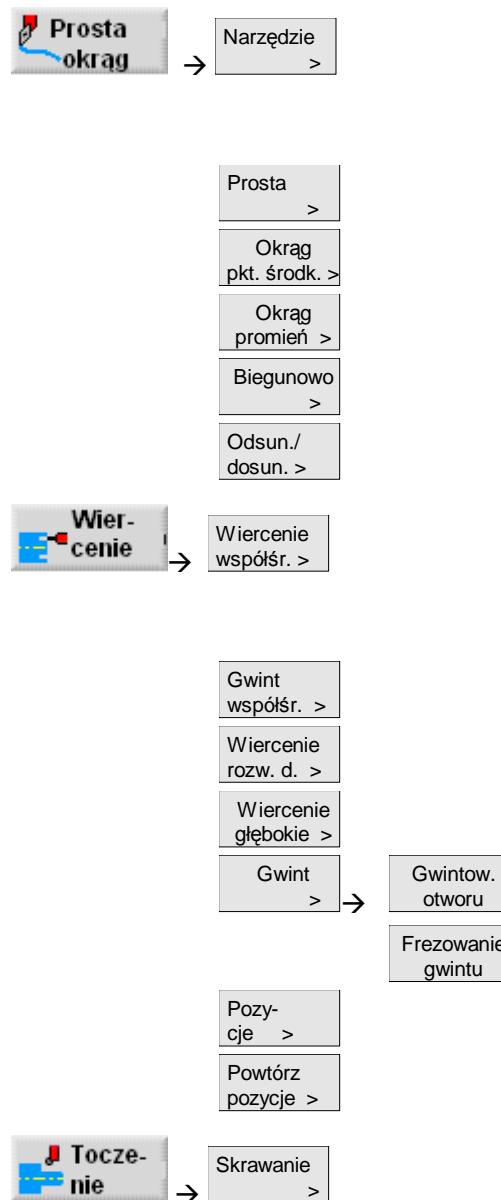 Prosta
okrąg
→
Narzędzie
>
Prosta
>
Okrąg
pkt. środk. >
Okrąg
promień >
Biegunowo
>
Odsun./
dosun. >
Wier-
cenie
→
Wiercenie
współśr. >
Gwint
współśr. >
Wiercenie
rozw. d. >
Wiercenie
głębokie >
Gwint
>
→
Gwintow.
otworu
Frezowanie
gwintu
Pozy-
cje >
Powtórz
pozycje >
Tocze-
nie
→
Skrawanie
>